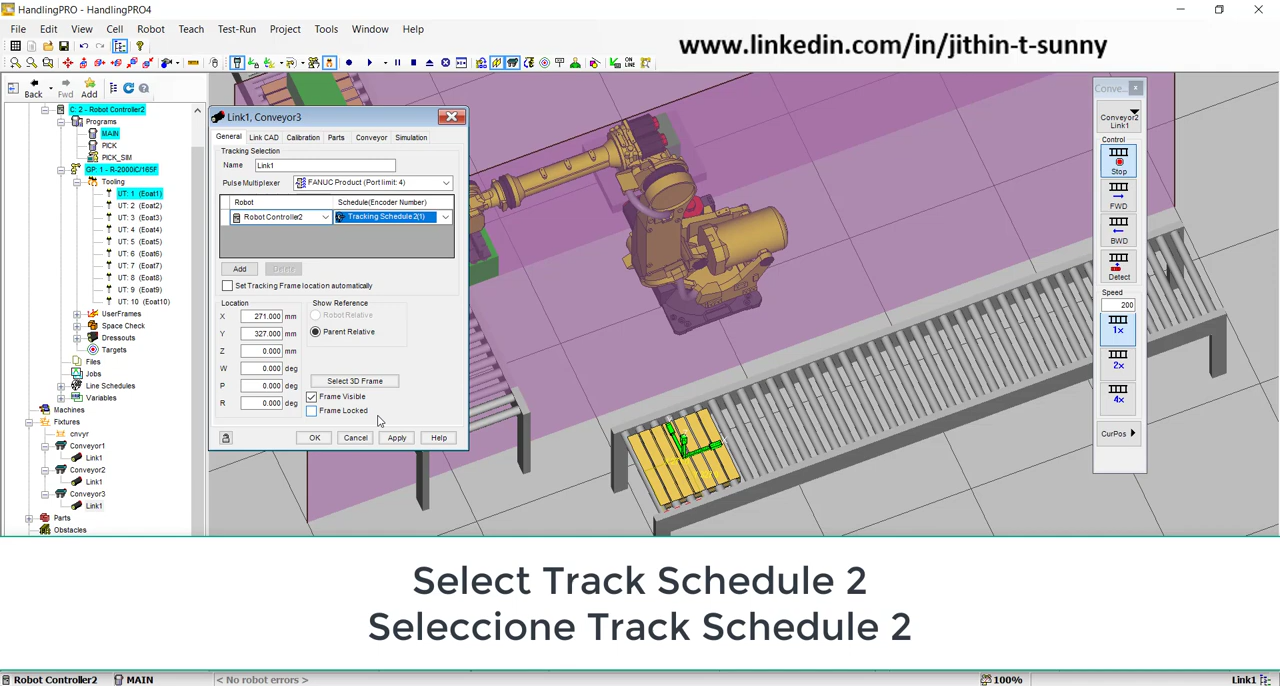 HandlingPRO - HandlingPRO4
File Edit View Cell Robot Teach Test-Run Project Tools Window Help
www.linkedin.com/in/jithin-t-sunny
ON LINE
Back Fwd Add
C: 2 - Robot Controller2
Programs
MAIN
PICK
PICK_SIM
GP: 1 - R-2000iC/165F
Tooling
UT: 1 (Eoat1)
UT: 2 (Eoat2)
UT: 3 (Eoat3)
UT: 4 (Eoat4)
UT: 5 (Eoat5)
UT: 6 (Eoat6)
UT: 7 (Eoat7)
UT: 8 (Eoat8)
UT: 9 (Eoat9)
UT: 10 (Eoat10)
UserFrames
Space Check
Dressouts
Targets
Files
Jobs
Line Schedules
Variables
Machines
Fixtures
cnvyr
Conveyor1
Link1
Conveyor2
Link1
Conveyor3
Link1
Parts
Obstacles
Link1, Conveyor3
General Link CAD Calibration Parts Conveyor Simulation
Tracking Selection
Name Link1
Pulse Multiplexer FANUC Product (Port limit: 4)
Robot Schedule(Encoder Number)
Robot Controller2 Tracking Schedule 2(1)
Add Delete
Set Tracking Frame location automatically
Location Show Reference
X 271.000 mm Robot Relative
Y 327.000 mm Parent Relative
Z 0.000 mm
W 0.000 deg
P 0.000 deg Select 3D Frame
R 0.000 deg Frame Visible
Frame Locked
OK Cancel Apply Help
Conve...
Conveyor2
Link1
Control
Stop
FWD
BWD
Detect
Speed
200
1x
2x
4x
CurPos
Select Track Schedule 2
Seleccione Track Schedule 2
Robot Controller2 MAIN < No robot errors > 100% Link1